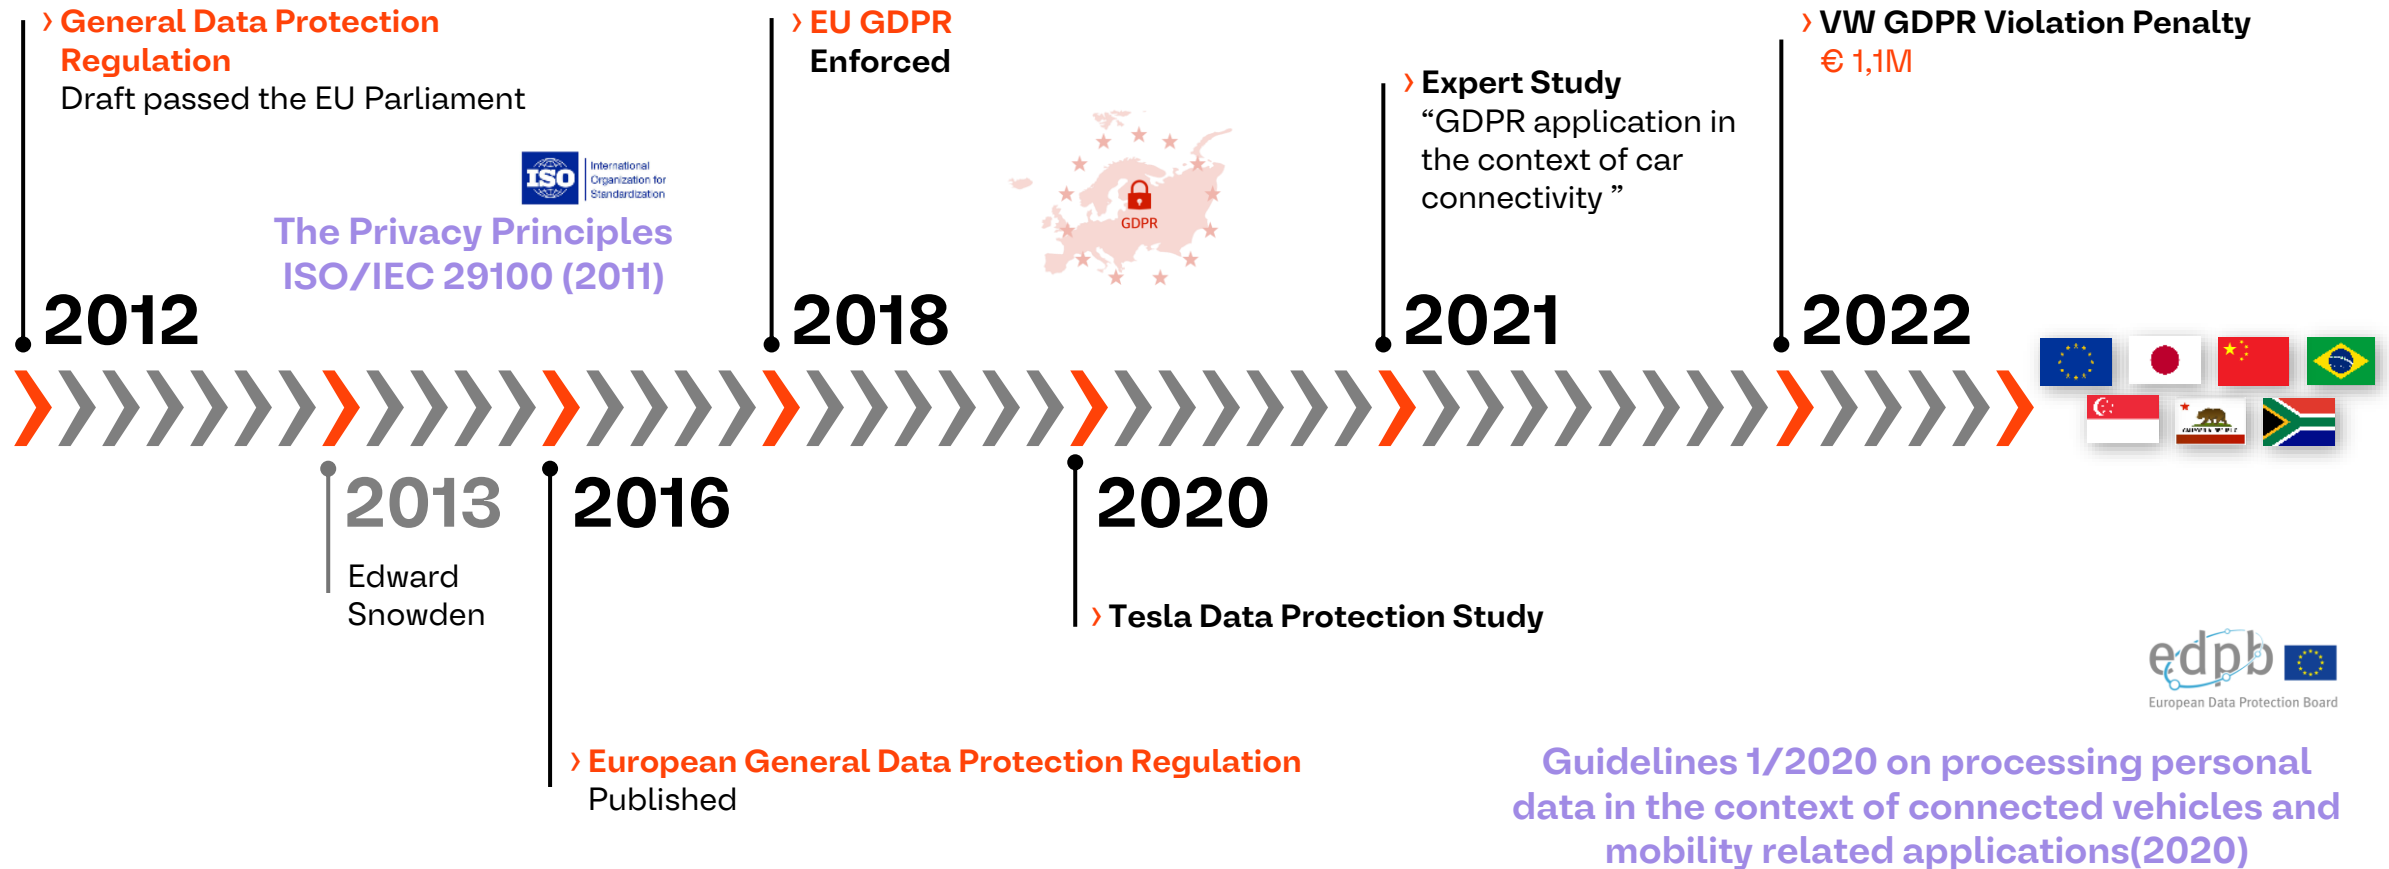 › General Data Protection
Regulation
Draft passed the EU Parliament
ISO
International
Organization for
Standardization
The Privacy Principles
ISO/IEC 29100 (2011)
2012
› EU GDPR
Enforced
GDPR
2018
› Expert Study
“GDPR application in
the context of car
connectivity ”
2021
› VW GDPR Violation Penalty
€ 1,1M
2022
2013
Edward
Snowden
2016
› European General Data Protection Regulation
Published
2020
› Tesla Data Protection Study
edpb
European Data Protection Board
Guidelines 1/2020 on processing personal
data in the context of connected vehicles and
mobility related applications(2020)